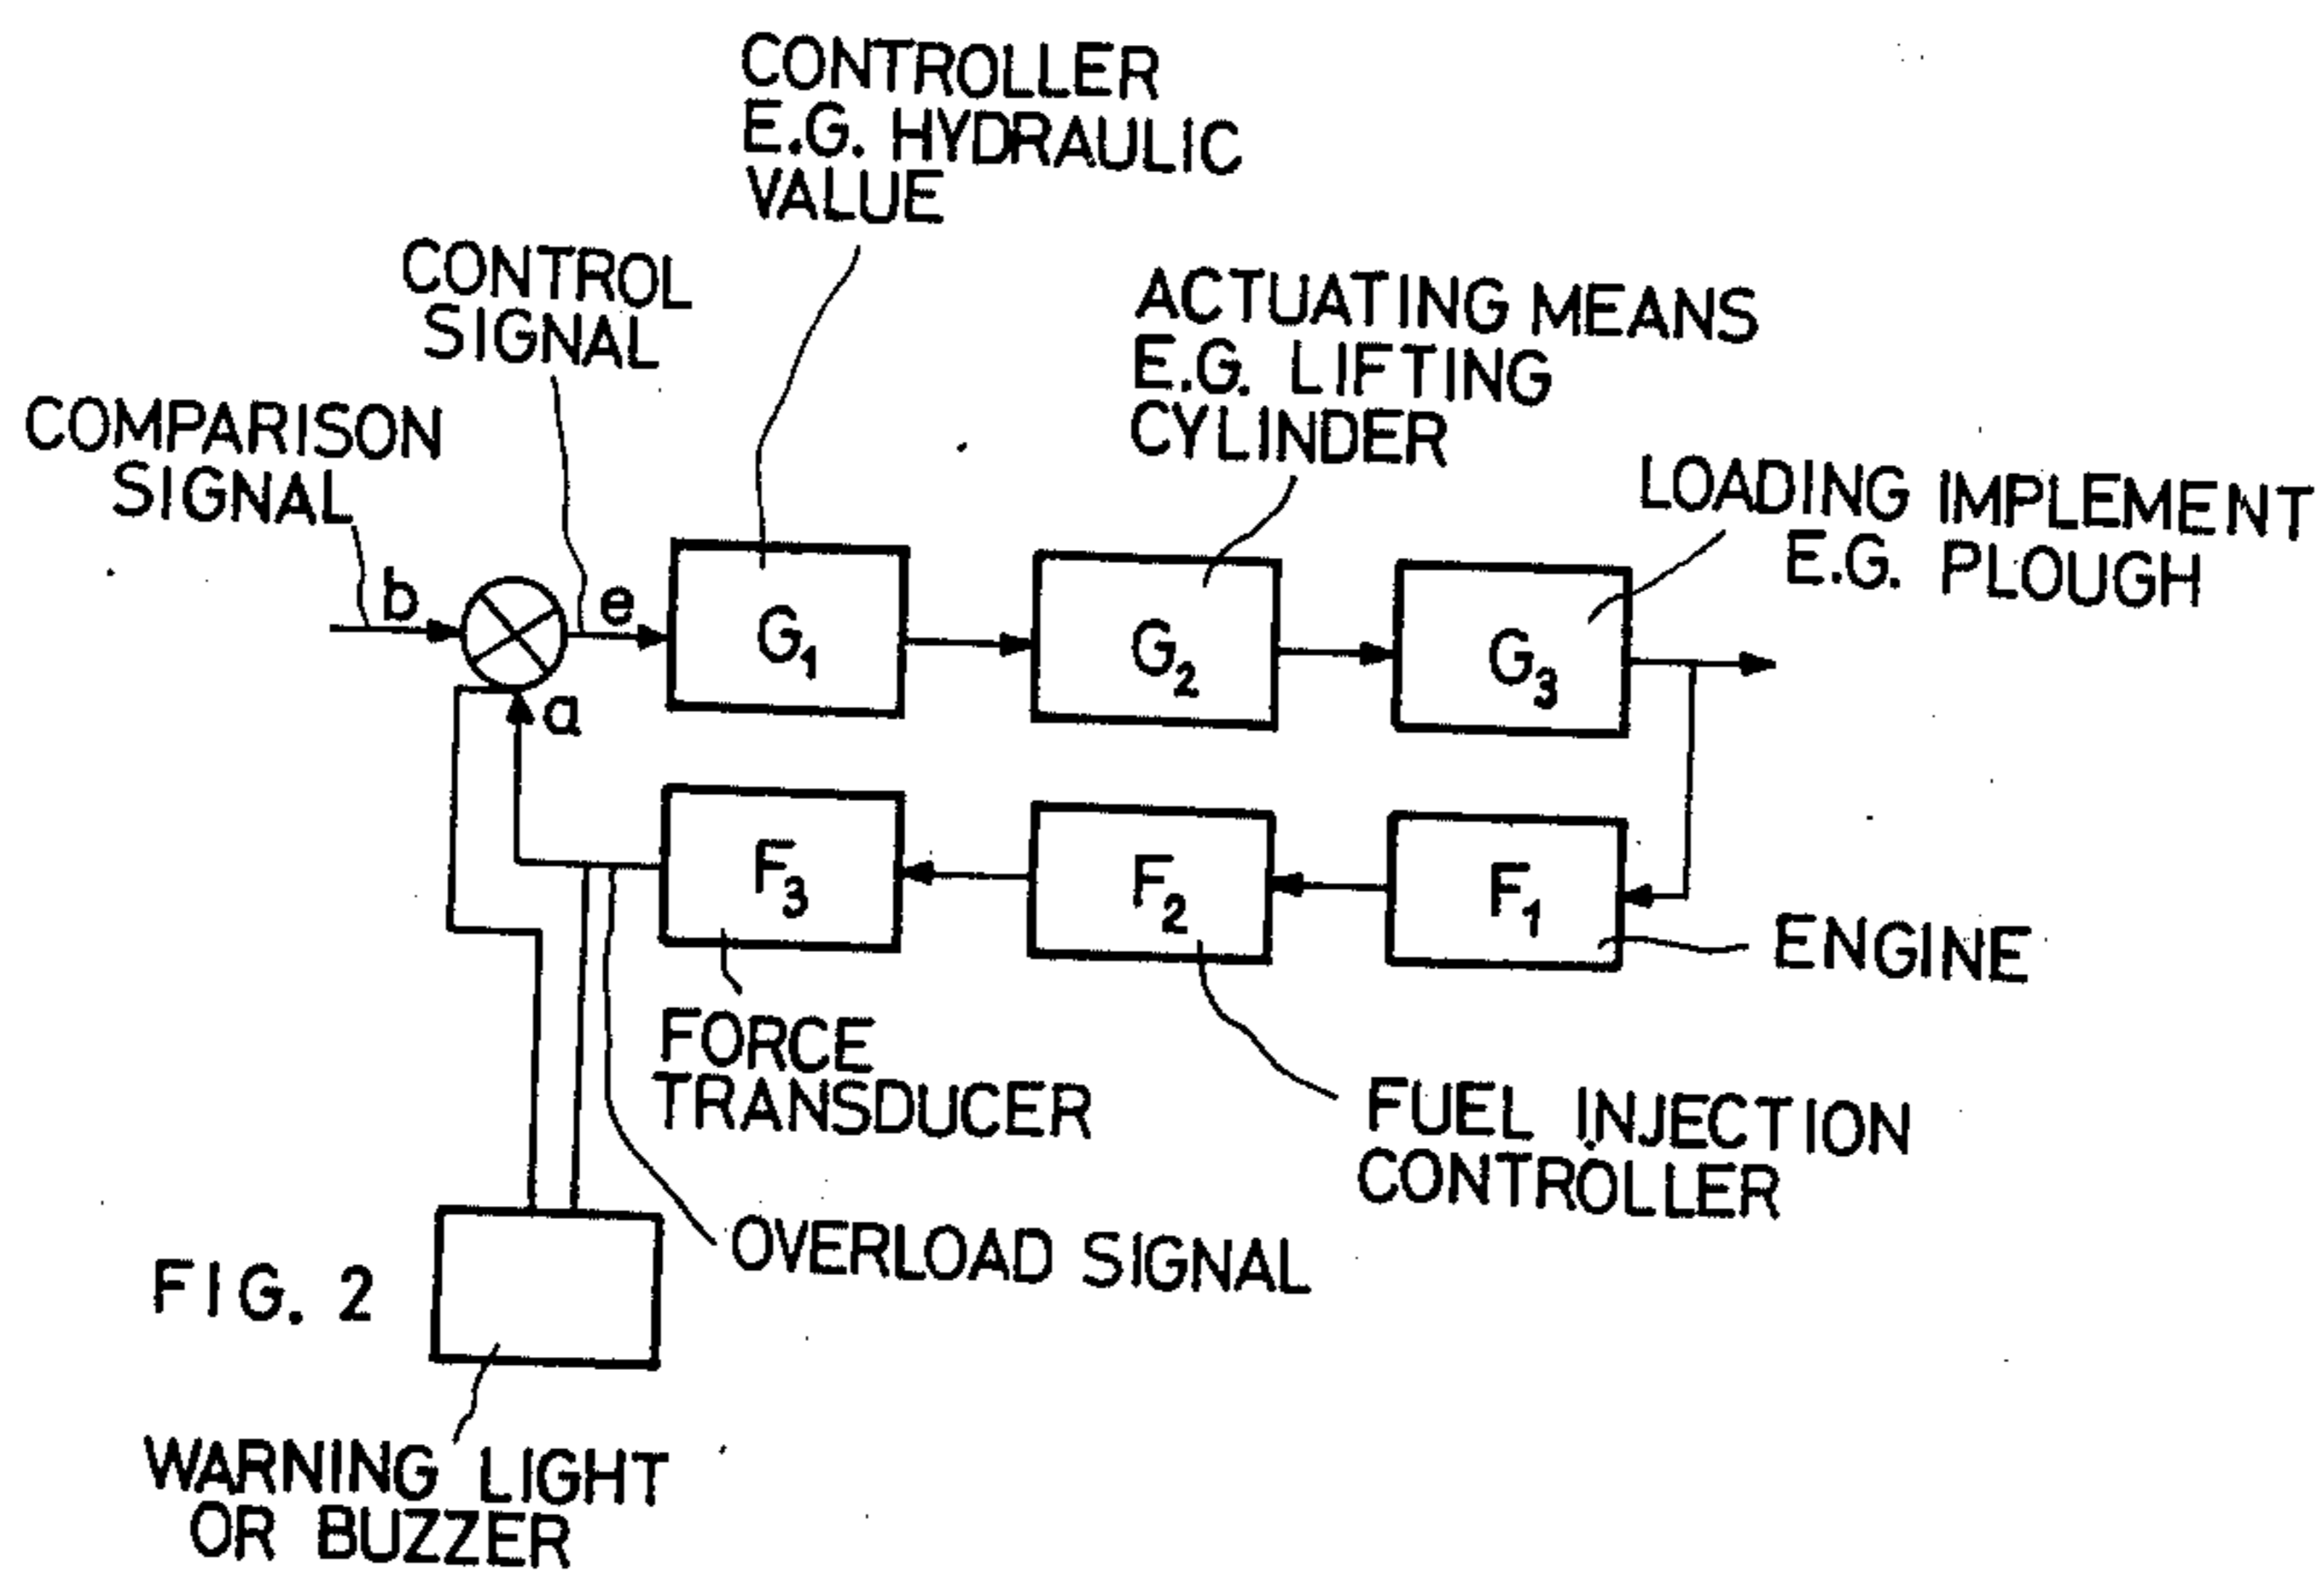 CONTROLLER
E.G. HYDRAULIC
VALUE
CONTROL
SIGNAL
ACTUATING MEANS
E.G. LIFTING
CYLINDER
COMPARISON
SIGNAL
LOADING IMPLEMENT
E.G. PLOUGH
b
e
G1
G2
G3
a
F3
F2
F1
ENGINE
FORCE
TRANSDUCER
FUEL INJECTION
CONTROLLER
OVERLOAD SIGNAL
FIG. 2
WARNING LIGHT
OR BUZZER